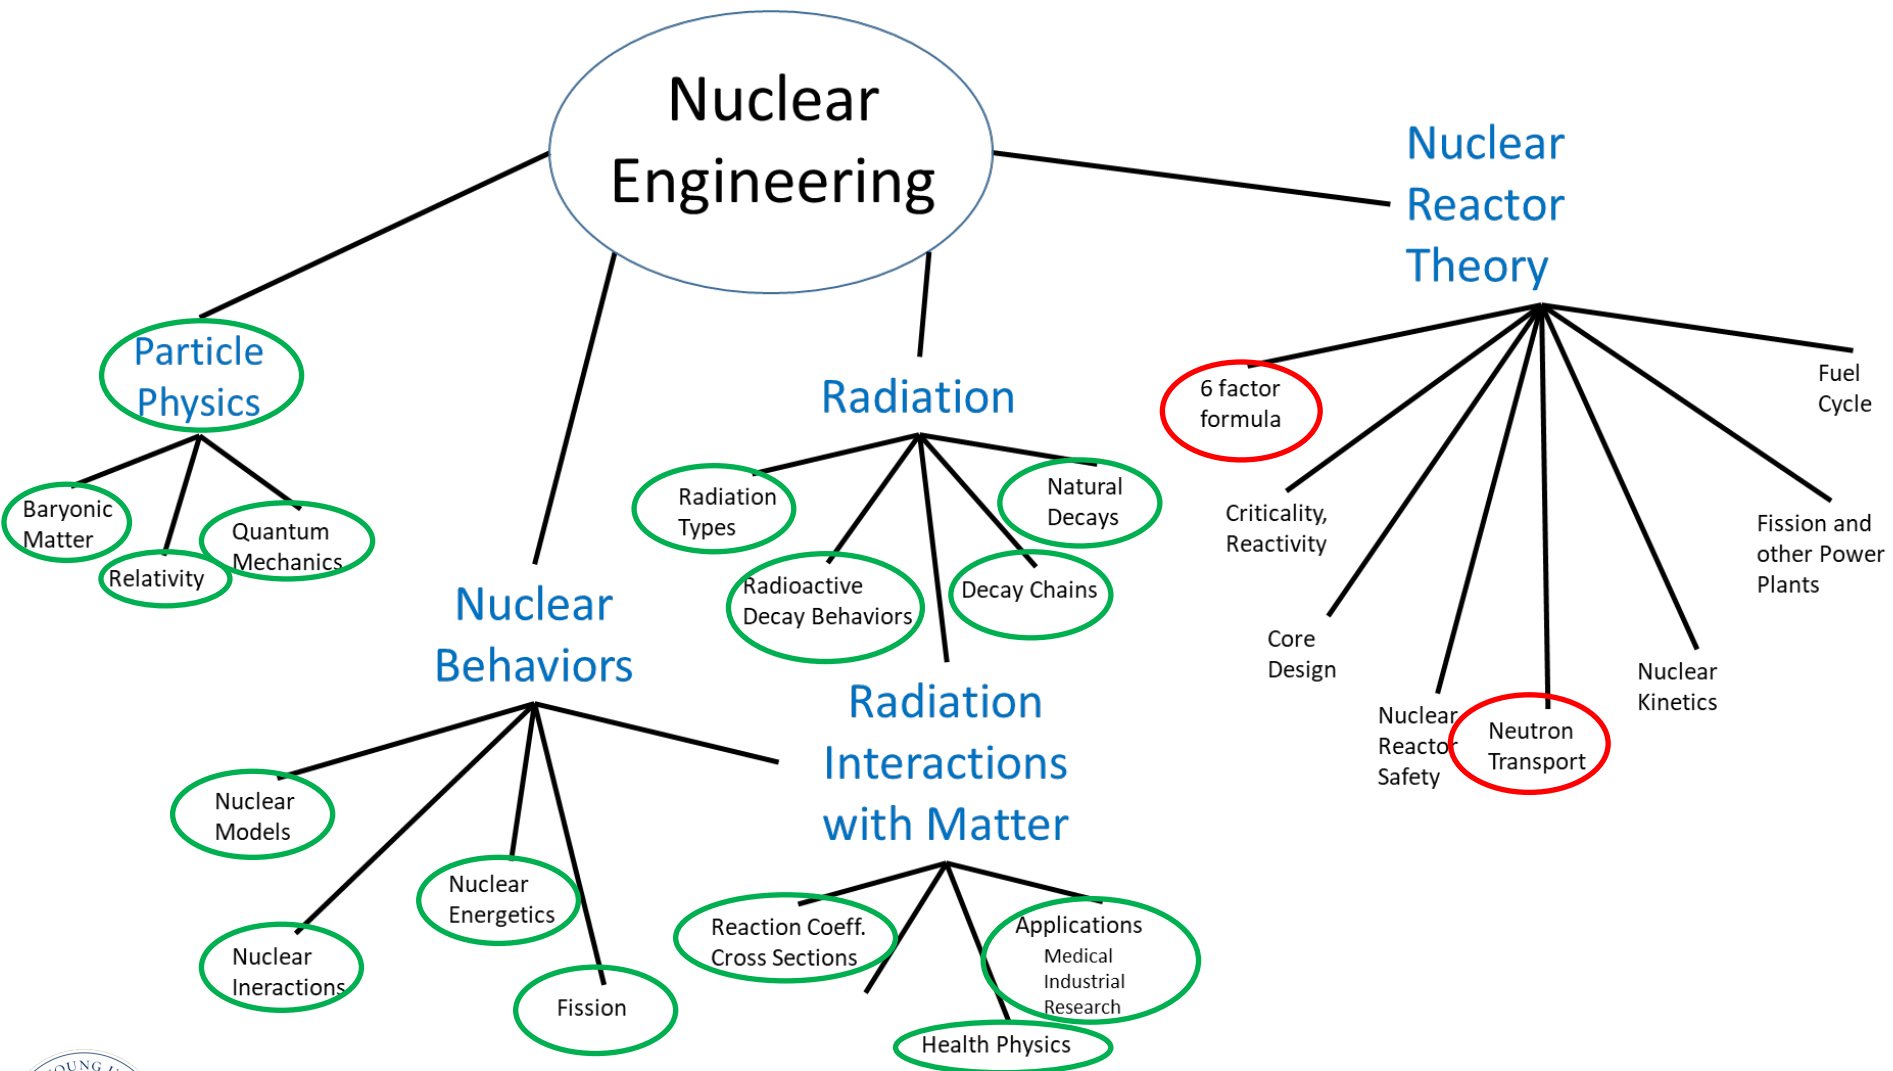 Nuclear
Engineering
Nuclear
Reactor
Theory
Particle
Physics
Baryonic
Matter
Relativity
Quantum
Mechanics
Nuclear
Behaviors
Nuclear
Models
Nuclear
Ineractions
Nuclear
Energetics
Fission
Radiation
Radiation
Types
Radioactive
Decay Behaviors
Decay Chains
Natural
Decays
Radiation
Interactions
with Matter
Reaction Coeff.
Cross Sections
Health Physics
Applications
Medical
Industrial
Research
6 factor
formula
Criticality,
Reactivity
Core
Design
Nuclear
Reactor
Safety
Neutron
Transport
Nuclear
Kinetics
Fission and
other Power
Plants
Fuel
Cycle